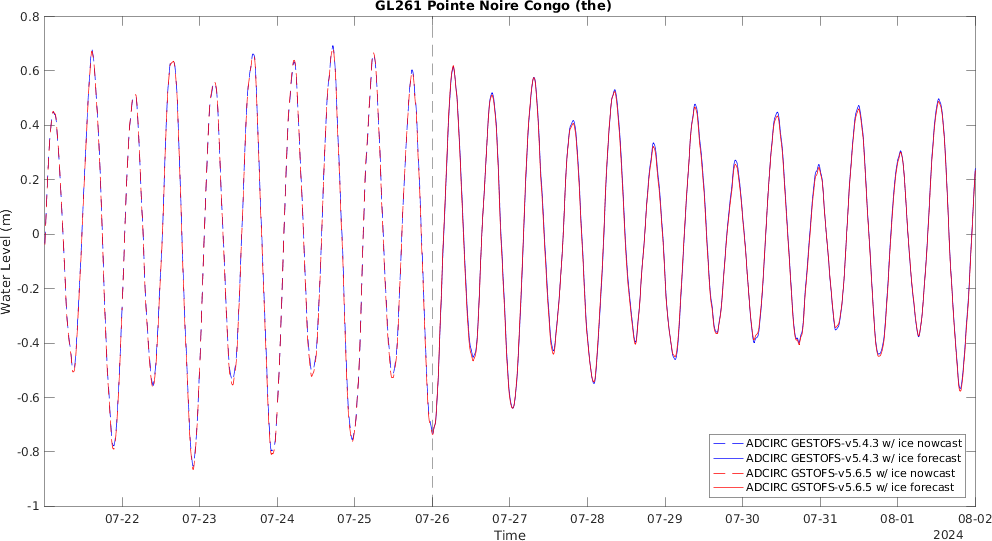 GL261 Pointe Noire Congo (the)
0.8
0.6
0.4
0.2
0
-0.2
-0.4
-0.6
-0.8
-1
Water Level (m)
07-22 07-23 07-24 07-25 07-26 07-27 07-28 07-29 07-30 07-31 08-01 08-02
Time
2024
ADCIRC GESTOFS-v5.4.3 w/ ice nowcast
ADCIRC GESTOFS-v5.4.3 w/ ice forecast
ADCIRC GSTOFS-v5.6.5 w/ ice nowcast
ADCIRC GSTOFS-v5.6.5 w/ ice forecast